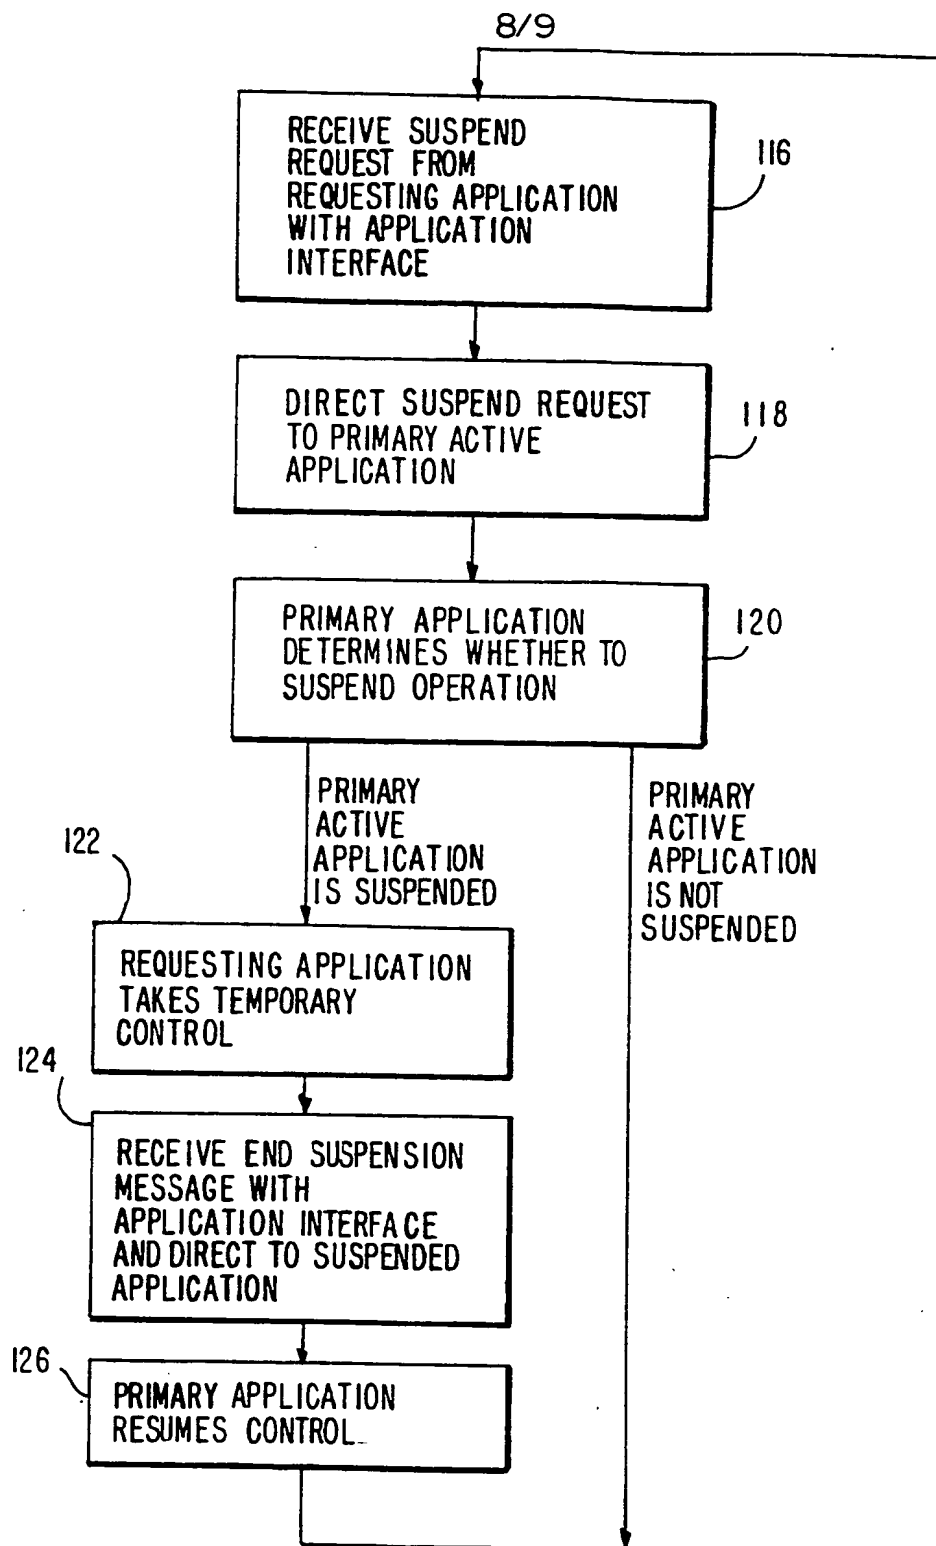 8/9
RECEIVE SUSPEND
REQUEST FROM
REQUESTING APPLICATION
WITH APPLICATION
INTERFACE
116
DIRECT SUSPEND REQUEST
TO PRIMARY ACTIVE
APPLICATION
118
PRIMARY APPLICATION
DETERMINES WHETHER TO
SUSPEND OPERATION
120
PRIMARY
ACTIVE
APPLICATION
IS SUSPENDED
PRIMARY
ACTIVE
APPLICATION
IS NOT
SUSPENDED
122
REQUESTING APPLICATION
TAKES TEMPORARY
CONTROL
124
RECEIVE END SUSPENSION
MESSAGE WITH
APPLICATION INTERFACE
AND DIRECT TO SUSPENDED
APPLICATION
126
PRIMARY APPLICATION
RESUMES CONTROL